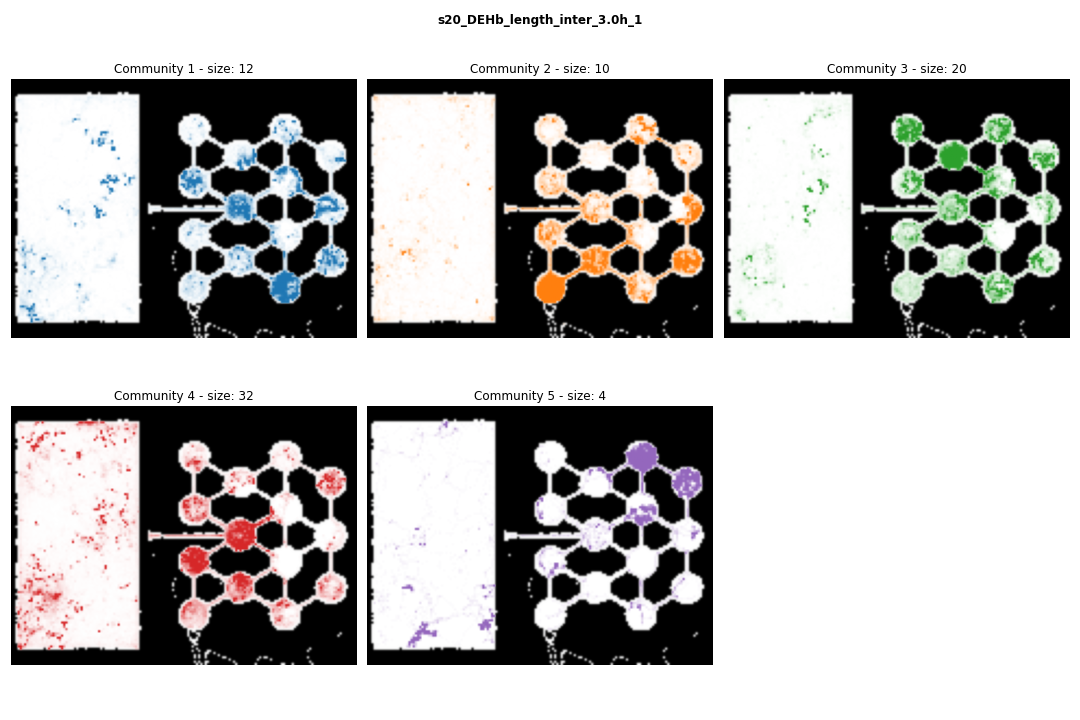 s20_DEHb_length_inter_3.0h_1
Community 1 - size: 12
Community 2 - size: 10
Community 3 - size: 20
Community 4 - size: 32
Community 5 - size: 4